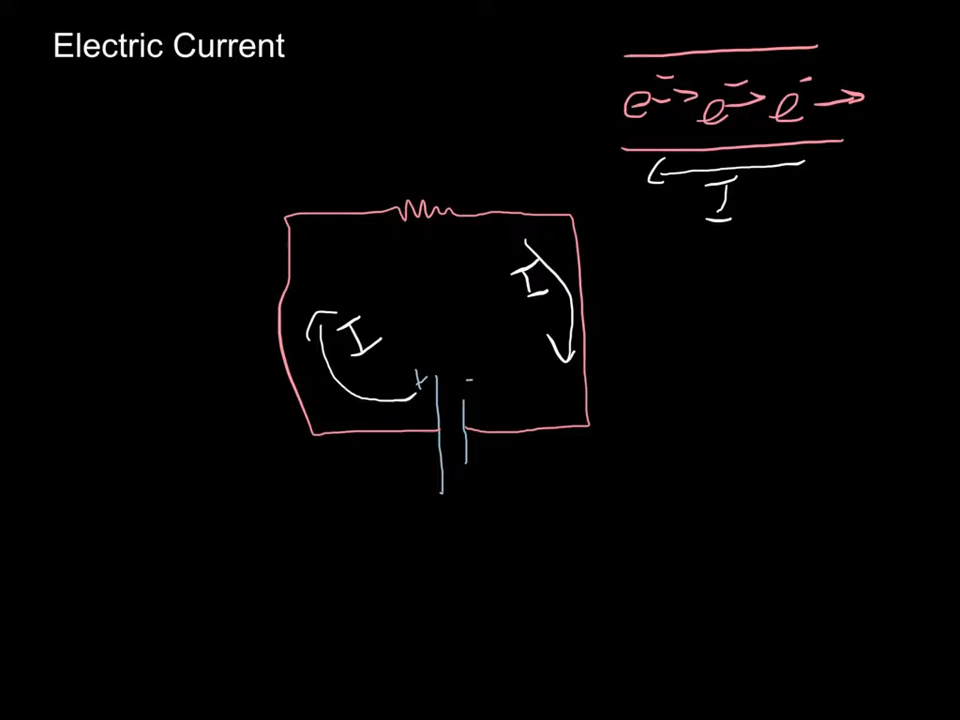 Electric Current
e⁻ → e⁻ → e⁻ →
I
I
I
+ -